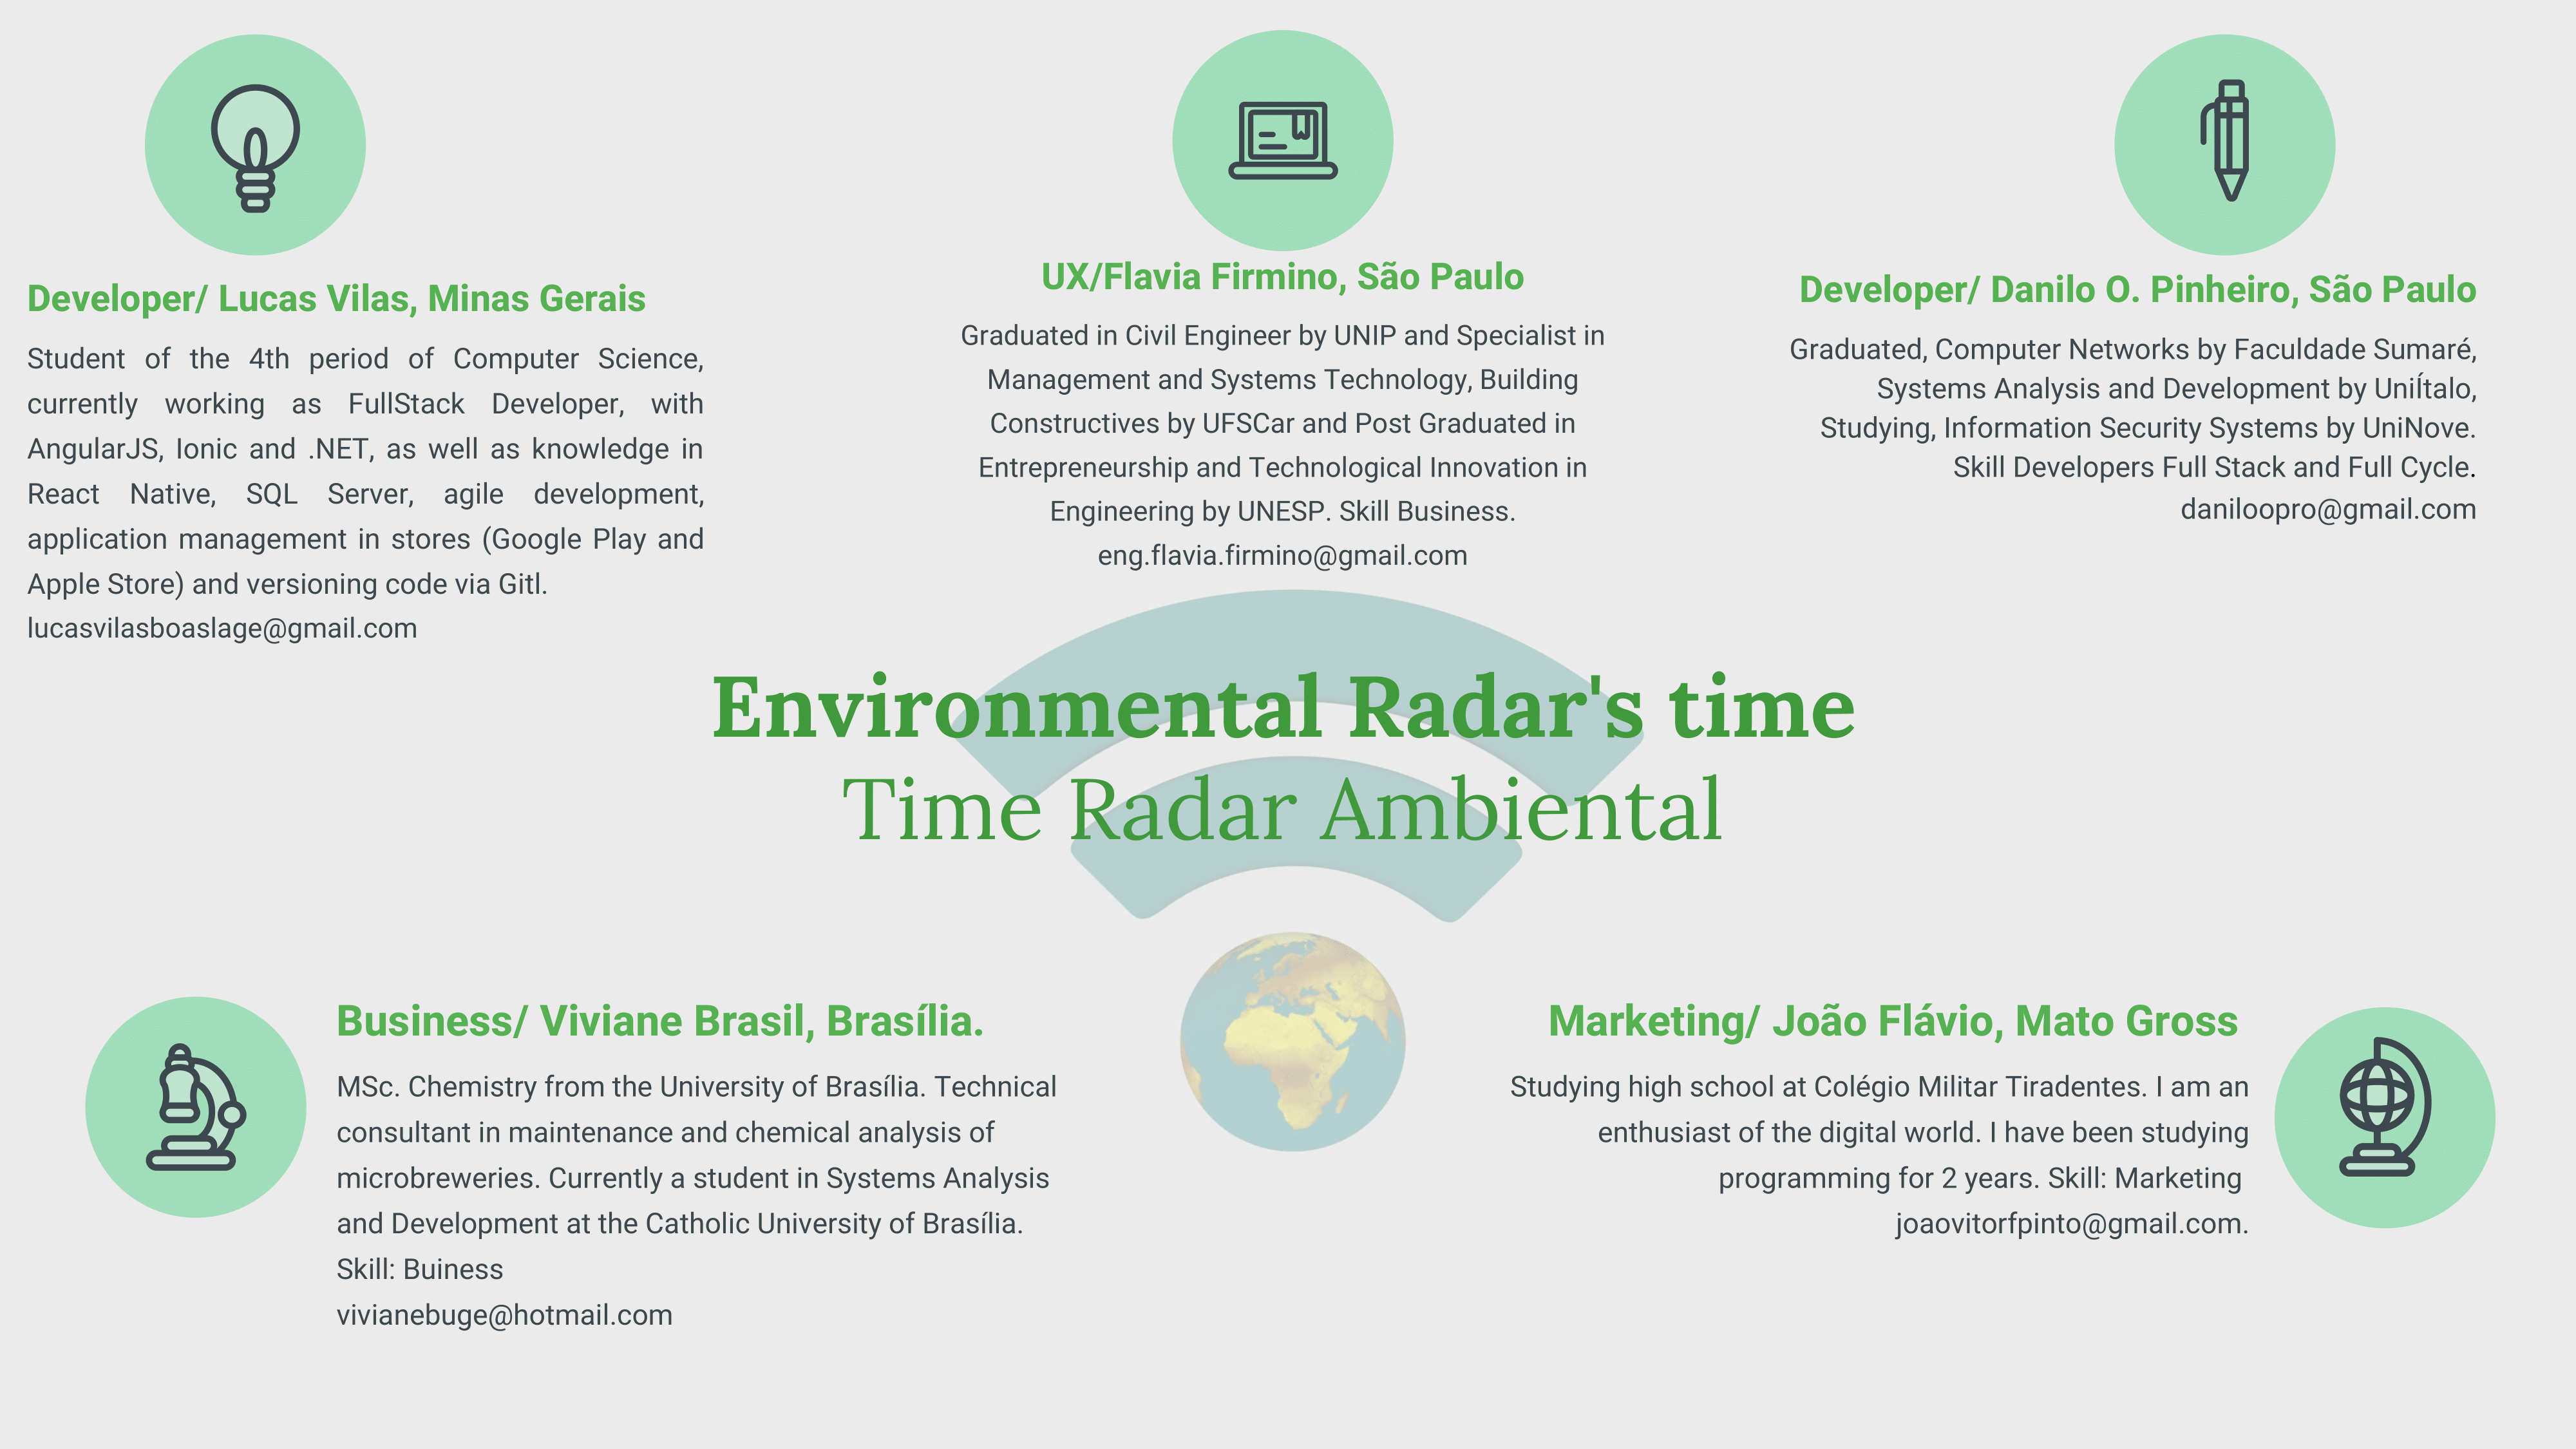 Developer/ Lucas Vilas, Minas Gerais
Student of the 4th period of Computer Science,
currently working as FullStack Developer, with
AngularJS, Ionic and .NET, as well as knowledge in
React Native, SQL Server, agile development,
application management in stores (Google Play and
Apple Store) and versioning code via Gitl.
lucasvilasboaslage@gmail.com
UX/Flavia Firmino, São Paulo
Graduated in Civil Engineer by UNIP and Specialist in
Management and Systems Technology, Building
Constructives by UFSCar and Post Graduated in
Entrepreneurship and Technological Innovation in
Engineering by UNESP. Skill Business.
eng.flavia.firmino@gmail.com
Developer/ Danilo O. Pinheiro, São Paulo
Graduated, Computer Networks by Faculdade Sumaré,
Systems Analysis and Development by UniÍtalo,
Studying, Information Security Systems by UniNove.
Skill Developers Full Stack and Full Cycle.
daniloopro@gmail.com
Environmental Radar's time
Time Radar Ambiental
Business/ Viviane Brasil, Brasília.
MSc. Chemistry from the University of Brasília. Technical
consultant in maintenance and chemical analysis of
microbreweries. Currently a student in Systems Analysis
and Development at the Catholic University of Brasília.
Skill: Buiness
vivianebuge@hotmail.com
Marketing/ João Flávio, Mato Gross
Studying high school at Colégio Militar Tiradentes. I am an
enthusiast of the digital world. I have been studying
programming for 2 years. Skill: Marketing
joaovitorfpinto@gmail.com.